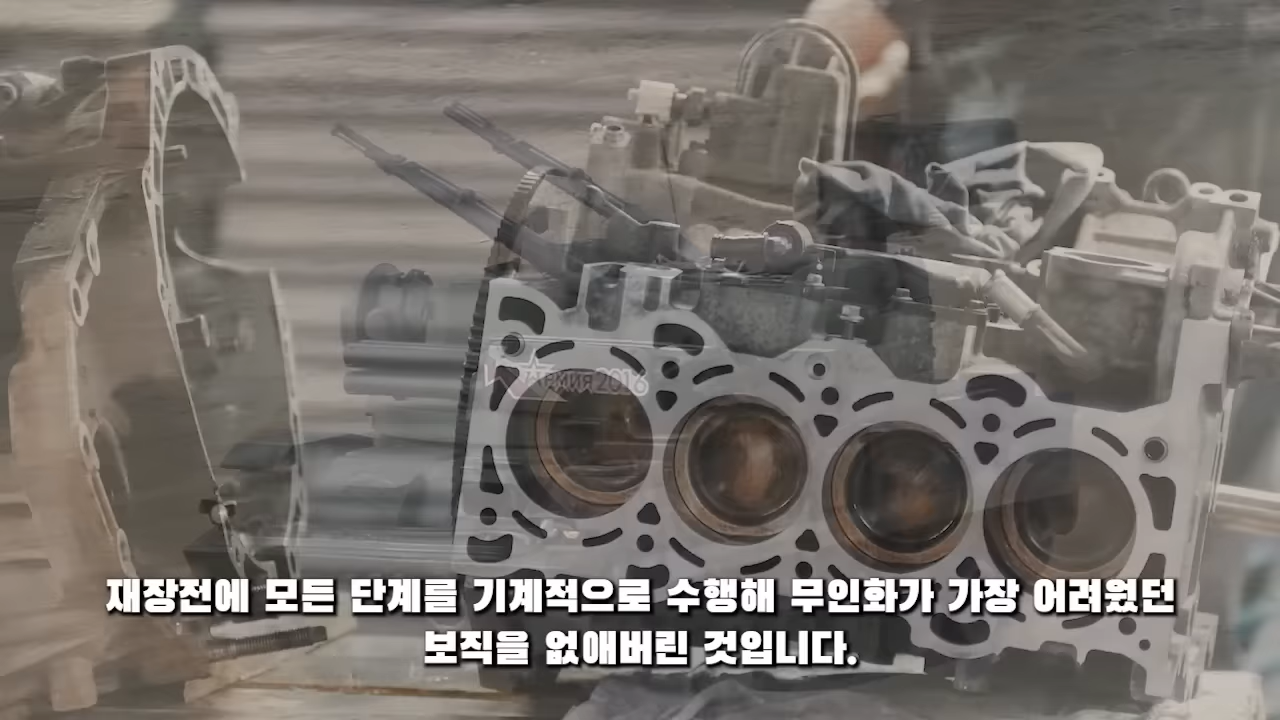 АРМИЯ 2016
재장전에 모든 단계를 기계적으로 수행해 무인화가 가장 어려웠던
보직을 없애버린 것입니다.